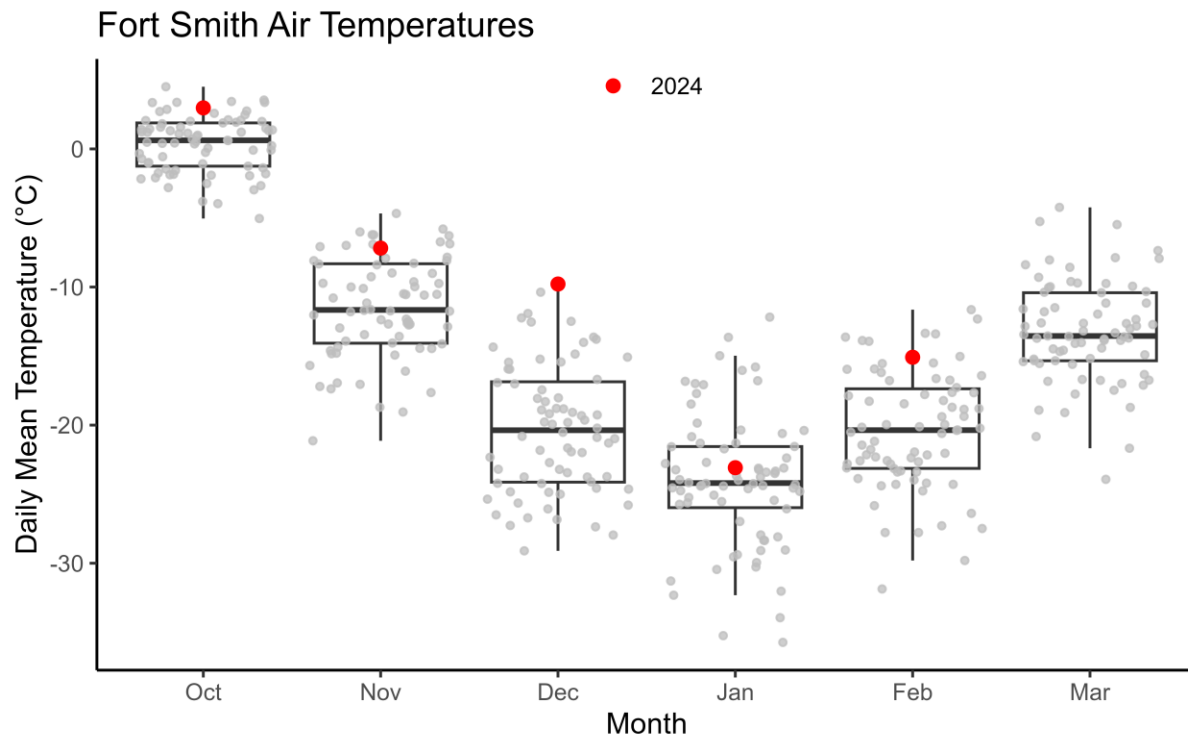 Fort Smith Air Temperatures
2024
Daily Mean Temperature (°C)
0
-10
-20
-30
Oct Nov Dec Jan Feb Mar
Month